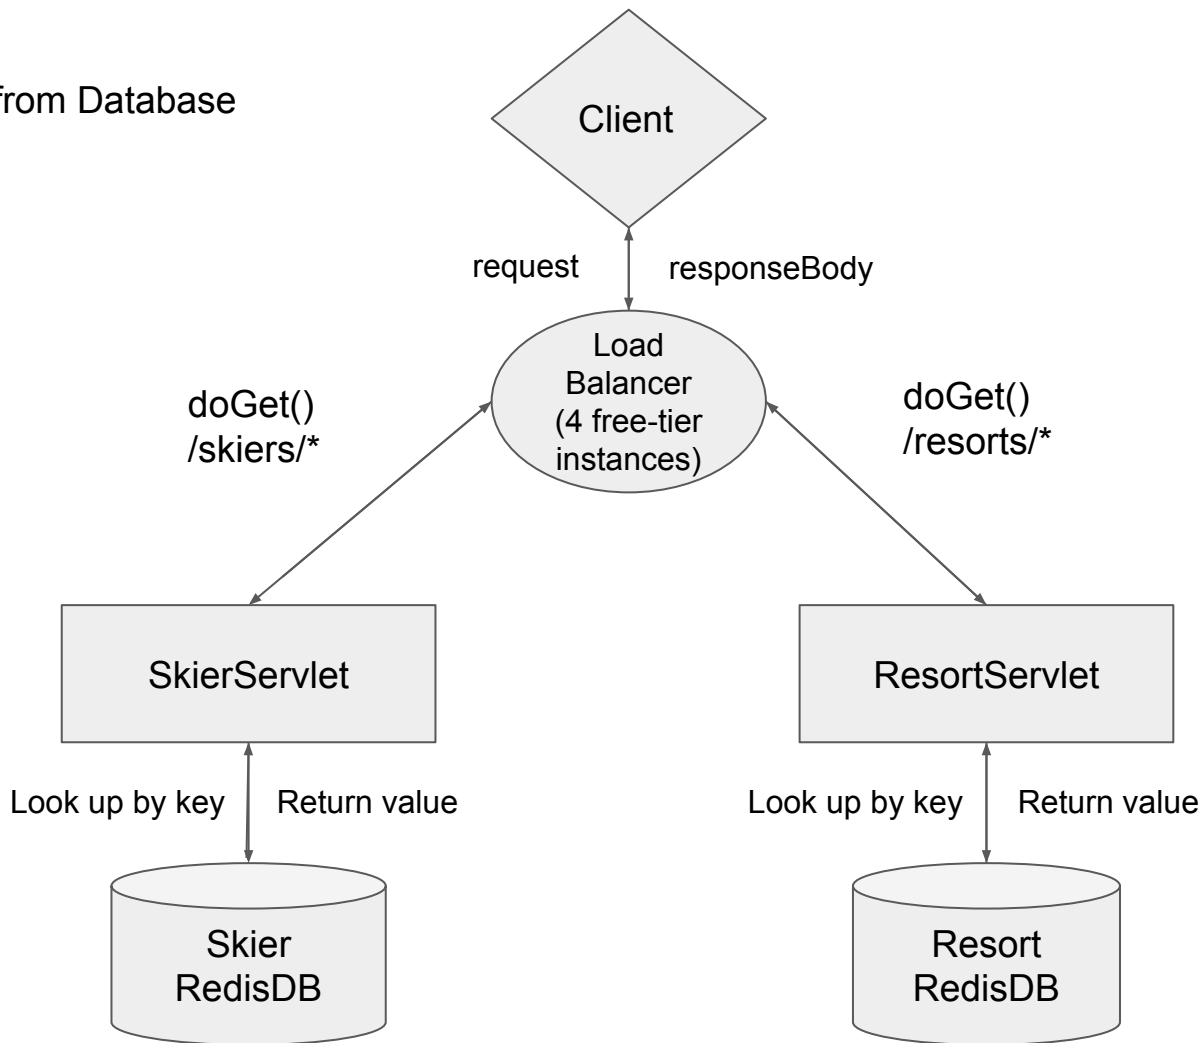 from Database
Client
request
responseBody
Load
Balancer
(4 free-tier
instances)
doGet()
/skiers/*
doGet()
/resorts/*
SkierServlet
ResortServlet
Look up by key
Return value
Look up by key
Return value
Skier
RedisDB
Resort
RedisDB